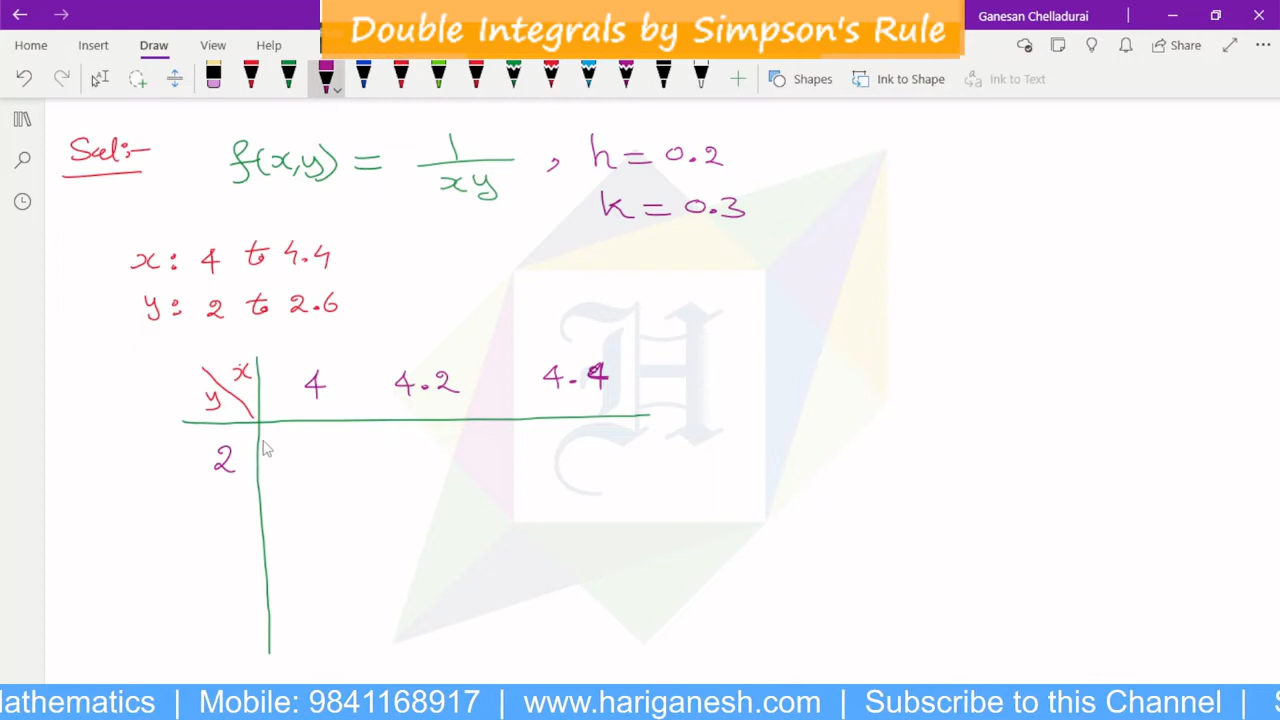 Double Integrals by Simpson's Rule
Ganesan Chelladurai
Home Insert Draw View Help
Share
Shapes Ink to Shape Ink to Text
Sol:-
f(x,y) = 1/xy , h = 0.2
k = 0.3
x: 4 to 4.4
y: 2 to 2.6
x
y
4 4.2 4.4
2
H
athematics | Mobile: 9841168917 | www.hariganesh.com | Subscribe to this Channel | S